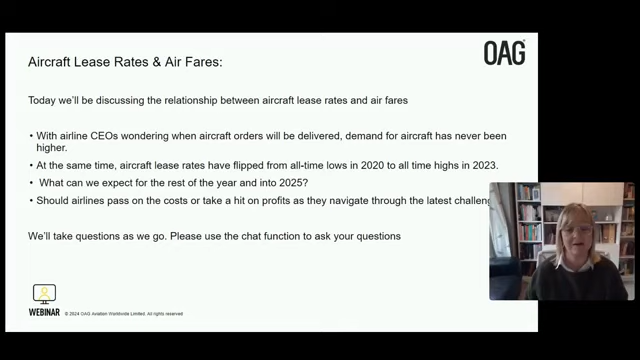 OAG
Aircraft Lease Rates & Air Fares:
Today we'll be discussing the relationship between aircraft lease rates and air fares
• With airline CEOs wondering when aircraft orders will be delivered, demand for aircraft has never been
higher.
• At the same time, aircraft lease rates have flipped from all-time lows in 2020 to all time highs in 2023.
• What can we expect for the rest of the year and into 2025?
• Should airlines pass on the costs or take a hit on profits as they navigate through the latest challeng
We'll take questions as we go. Please use the chat function to ask your questions
WEBINAR
© 2024 OAG Aviation Worldwide Limited. All rights reserved